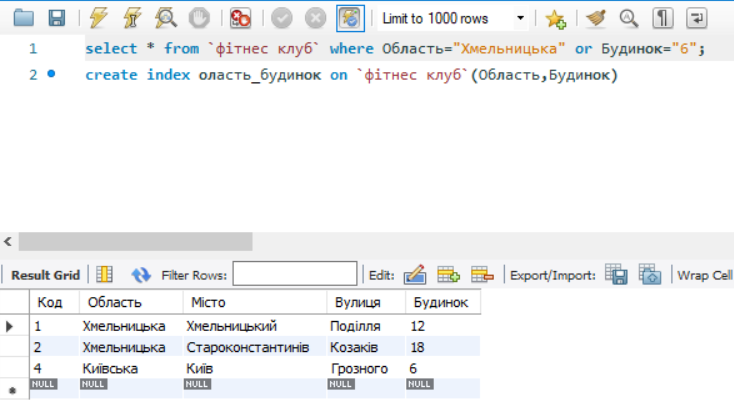 Limit to 1000 rows
1 select * from `фітнес клуб` where Область="Хмельницька" or Будинок="6";
2 create index оласть_будинок on `фітнес клуб`(Область,Будинок)
Result Grid Filter Rows: Edit: Export/Import: Wrap Cell
Код Область Місто Вулиця Будинок
1 Хмельницька Хмельницький Поділля 12
2 Хмельницька Староконстантинів Козаків 18
4 Київська Київ Грозного 6
NULL NULL NULL NULL NULL